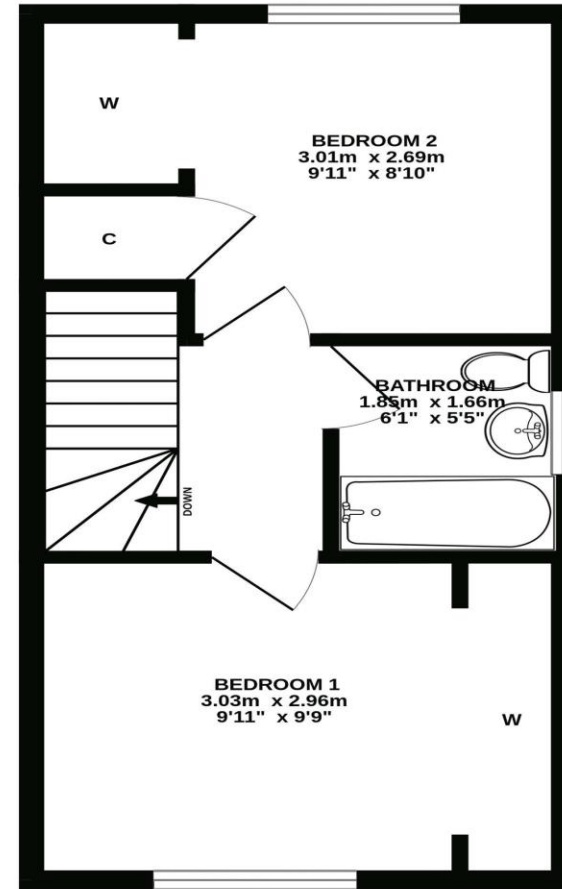 W
BEDROOM 2
3.01m x 2.69m
9'11" x 8'10"
C
BATHROOM
1.85m x 1.66m
6'1" x 5'5"
DOWN
BEDROOM 1
3.03m x 2.96m
9'11" x 9'9"
W